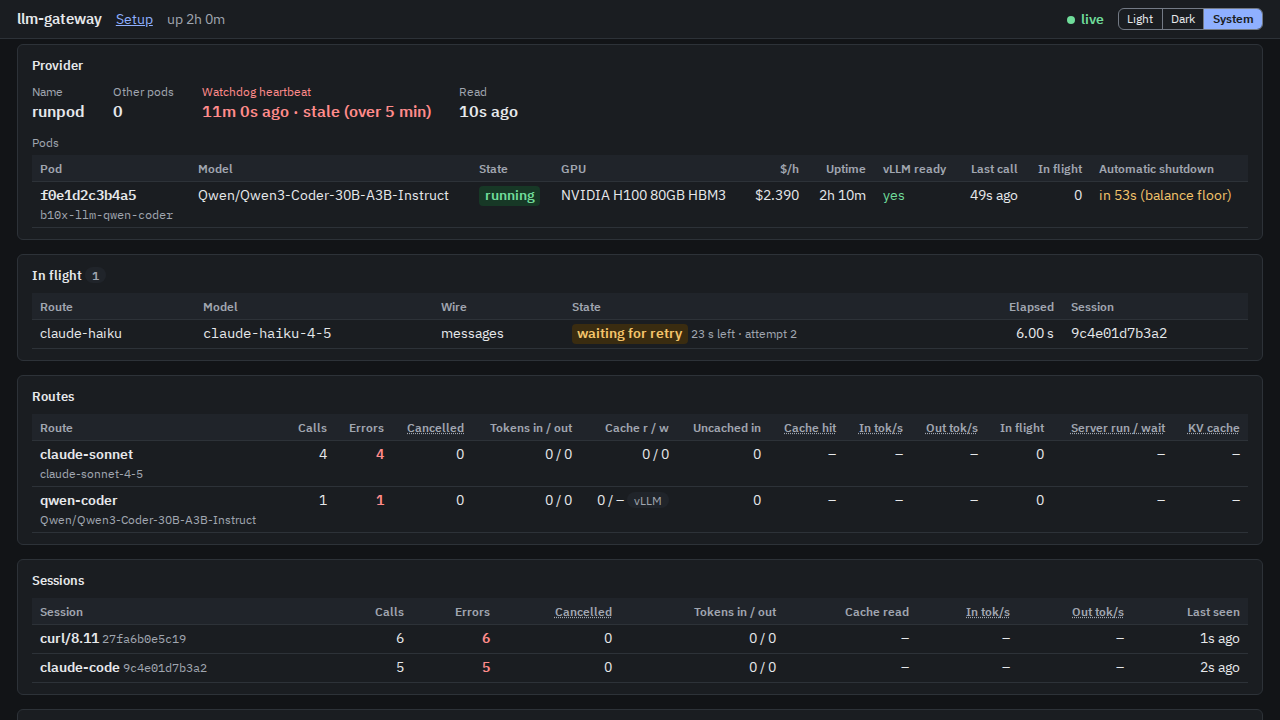 llm-gateway Setup up 2h 0m live Light Dark System
Provider
Name Other pods Watchdog heartbeat Read
runpod 0 11m 0s ago · stale (over 5 min) 10s ago
Pods
Pod Model State GPU $/h Uptime vLLM ready Last call In flight Automatic shutdown
f0e1d2c3b4a5 Qwen/Qwen3-Coder-30B-A3B-Instruct running NVIDIA H100 80GB HBM3 $2.390 2h 10m yes 49s ago 0 in 53s (balance floor)
b10x-llm-qwen-coder
In flight 1
Route Model Wire State Elapsed Session
claude-haiku claude-haiku-4-5 messages waiting for retry 23 s left · attempt 2 6.00 s 9c4e01d7b3a2
Routes
Route Calls Errors Cancelled Tokens in / out Cache r / w Uncached in Cache hit In tok/s Out tok/s In flight Server run / wait KV cache
claude-sonnet 4 4 0 0 / 0 0 / 0 0 – – – 0 – –
claude-sonnet-4-5
qwen-coder 1 1 0 0 / 0 0 / – vLLM 0 – – – 0 – –
Qwen/Qwen3-Coder-30B-A3B-Instruct
Sessions
Session Calls Errors Cancelled Tokens in / out Cache read In tok/s Out tok/s Last seen
curl/8.11 27fa6b0e5c19 6 6 0 0 / 0 – – – 1s ago
claude-code 9c4e01d7b3a2 5 5 0 0 / 0 – – – 2s ago